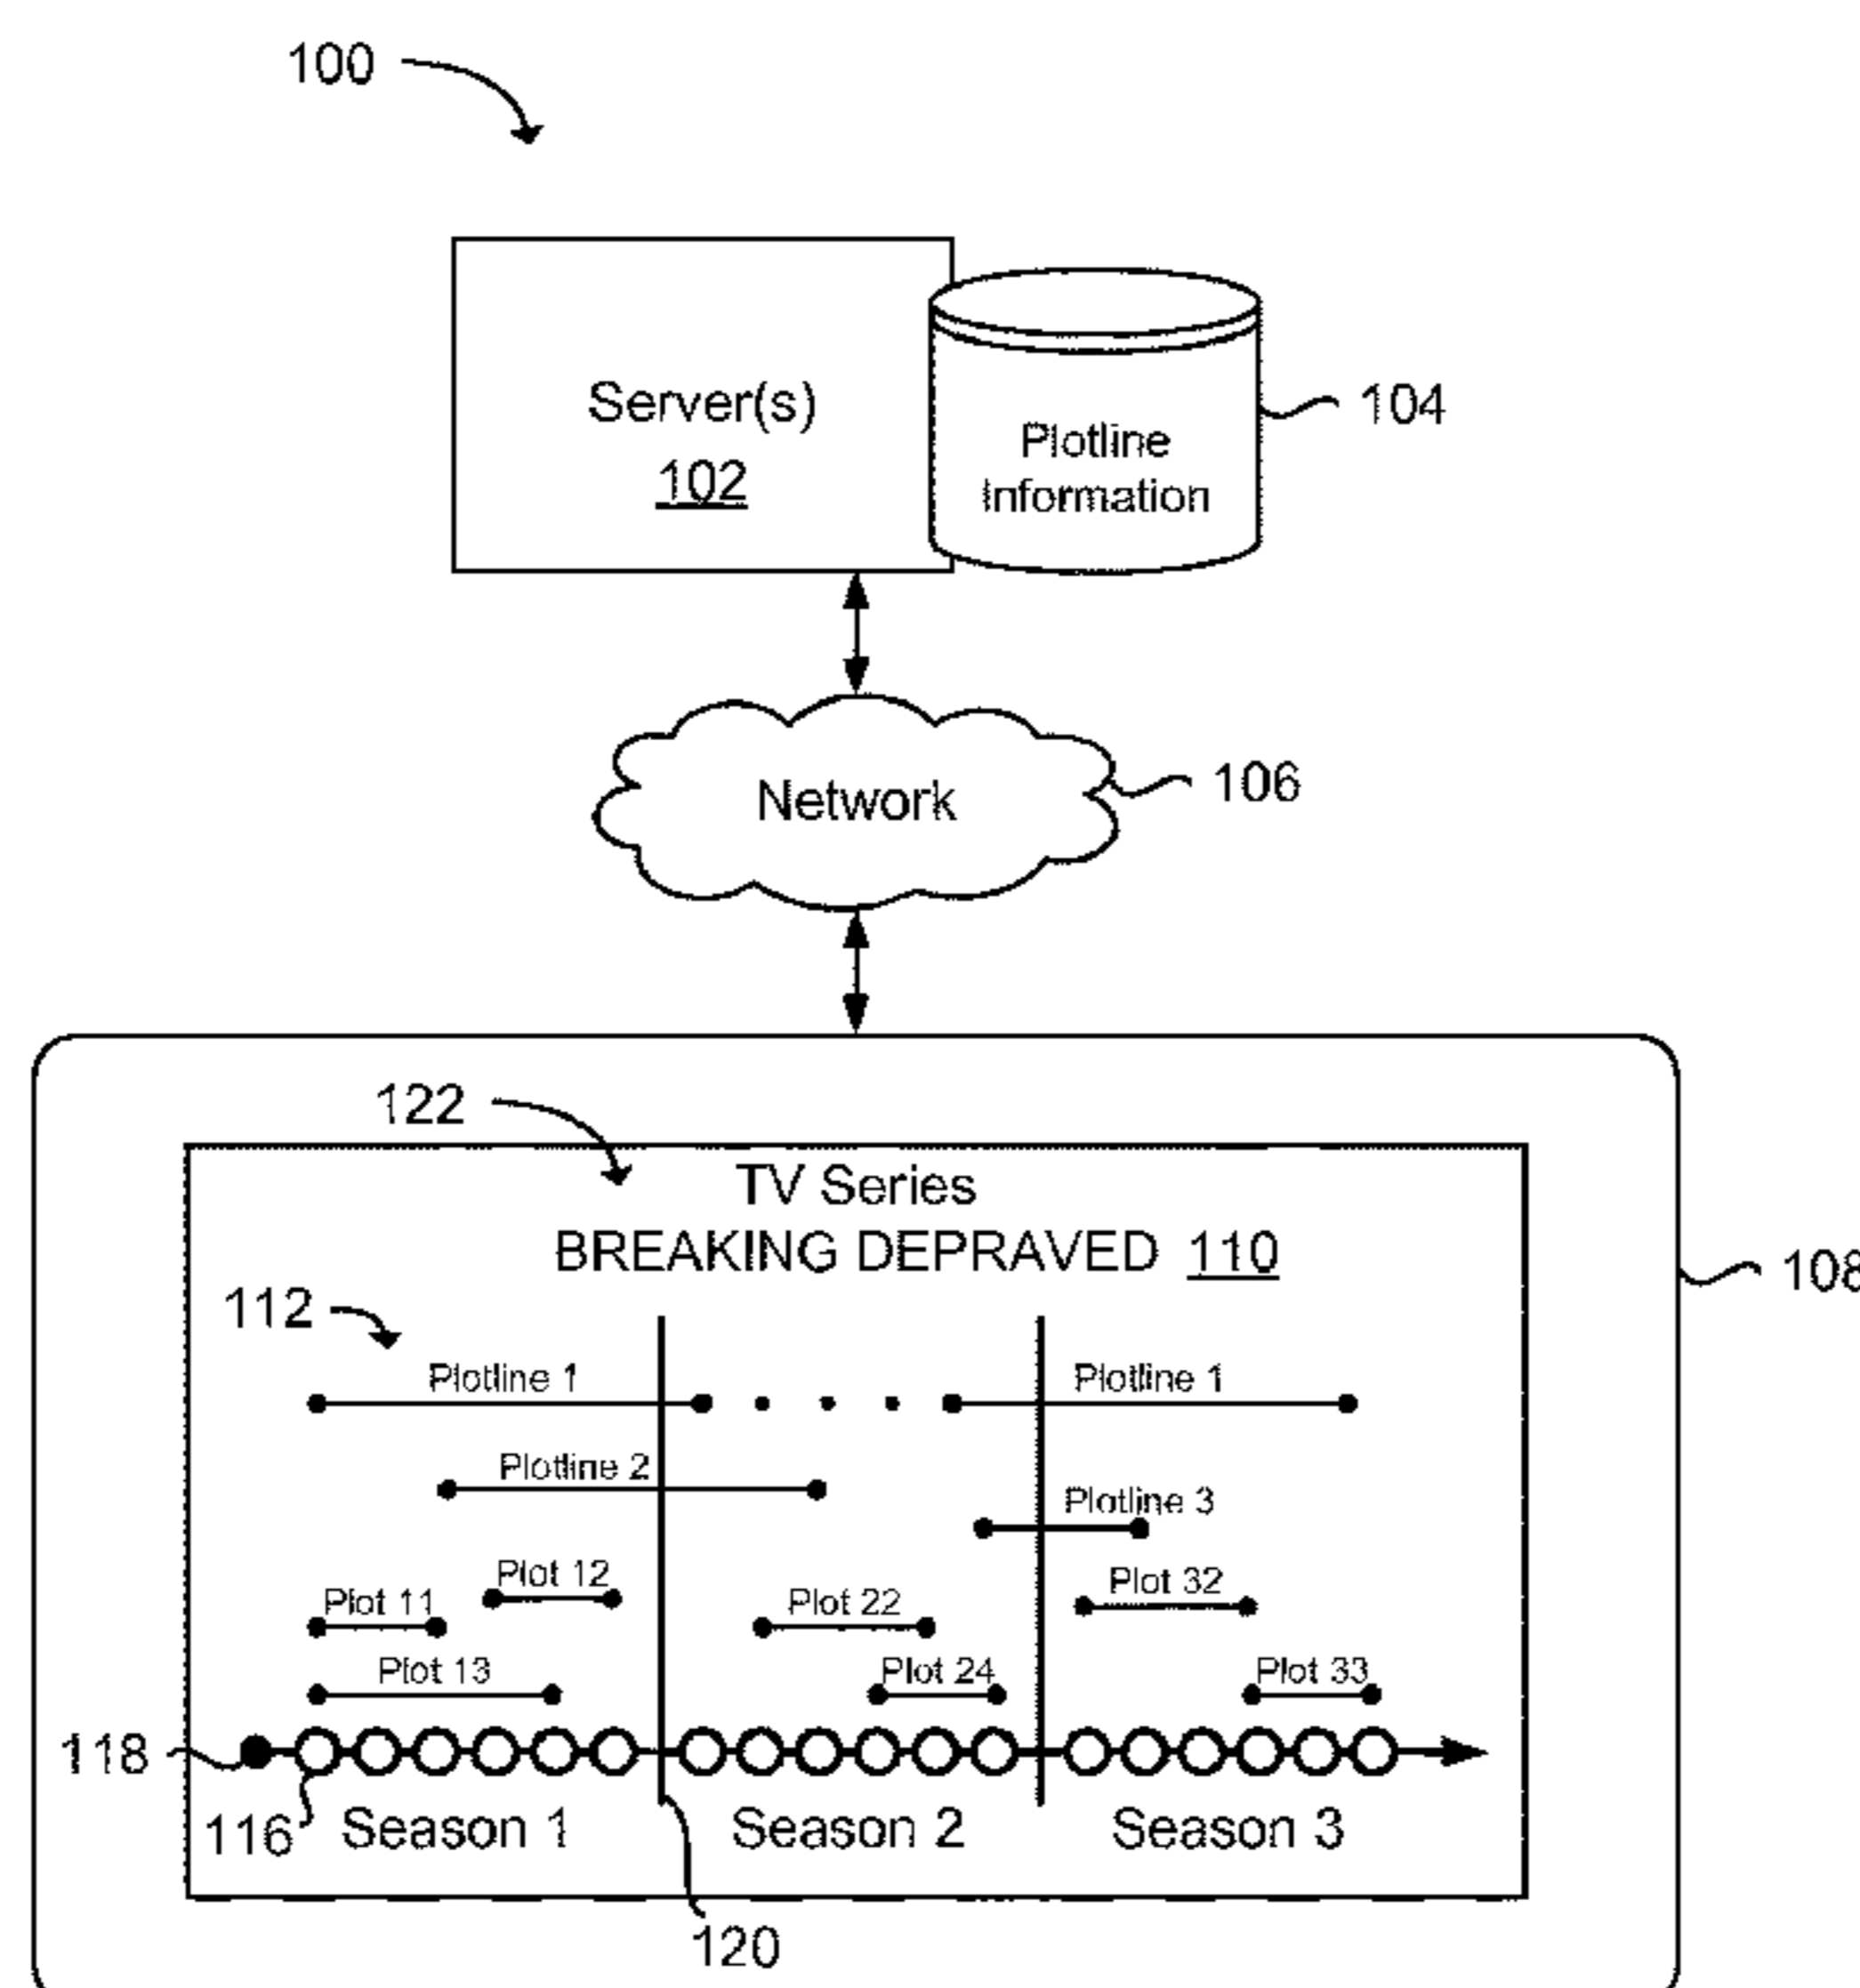 100
Server(s)
102
Plotline
Information
104
Network
106
122
TV Series
BREAKING DEPRAVED 110
108
112
Plotline 1
Plotline 1
Plotline 2
Plotline 3
Plot 12
Plot 32
Plot 11
Plot 22
Plot 13
Plot 24
Plot 33
118
116
Season 1
Season 2
Season 3
120